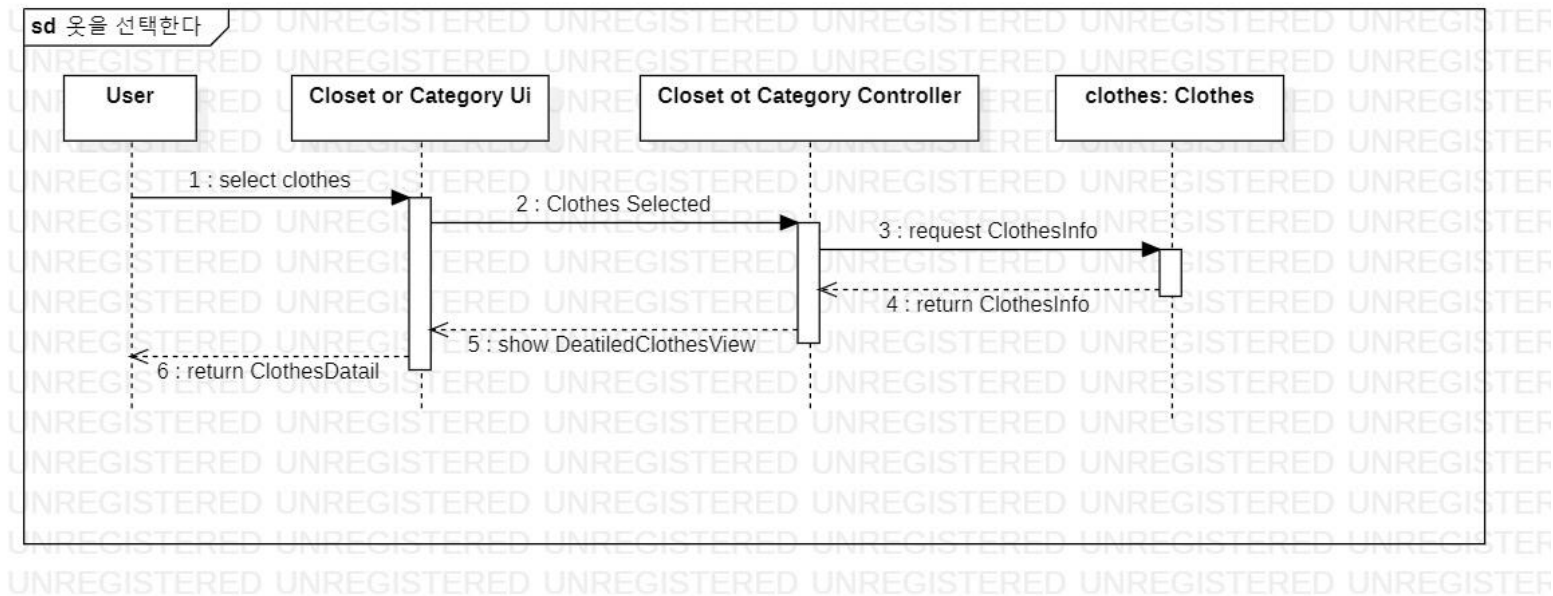 sd 옷을 선택한다
User
Closet or Category Ui
Closet ot Category Controller
clothes: Clothes
1 : select clothes
2 : Clothes Selected
3 : request ClothesInfo
4 : return ClothesInfo
5 : show DeatiledClothesView
6 : return ClothesDatail
UNREGISTERED UNREGISTERED UNREGISTERED UNREGISTERED UNREGISTERED UNREGISTER